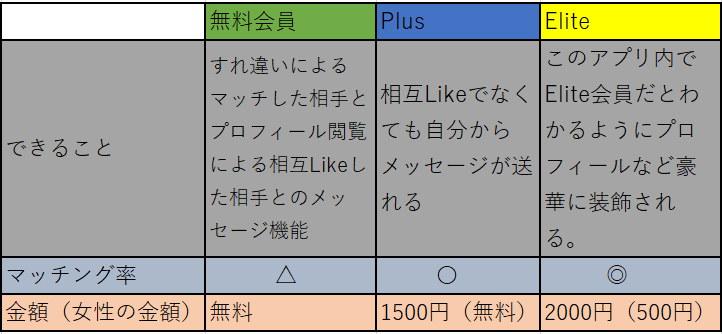 無料会員 Plus Elite
できること
すれ違いによる
マッチした相手と
プロフィール閲覧
による相互Likeし
た相手とのメッ
セージ機能
相互Likeでなく
ても自分から
メッセージが送
れる
このアプリ内で
Elite会員だとわ
かるようにプロ
フィールなど豪
華に装飾され
る。
マッチング率 △ 〇 ◎
金額（女性の金額） 無料 1500円（無料） 2000円（500円）